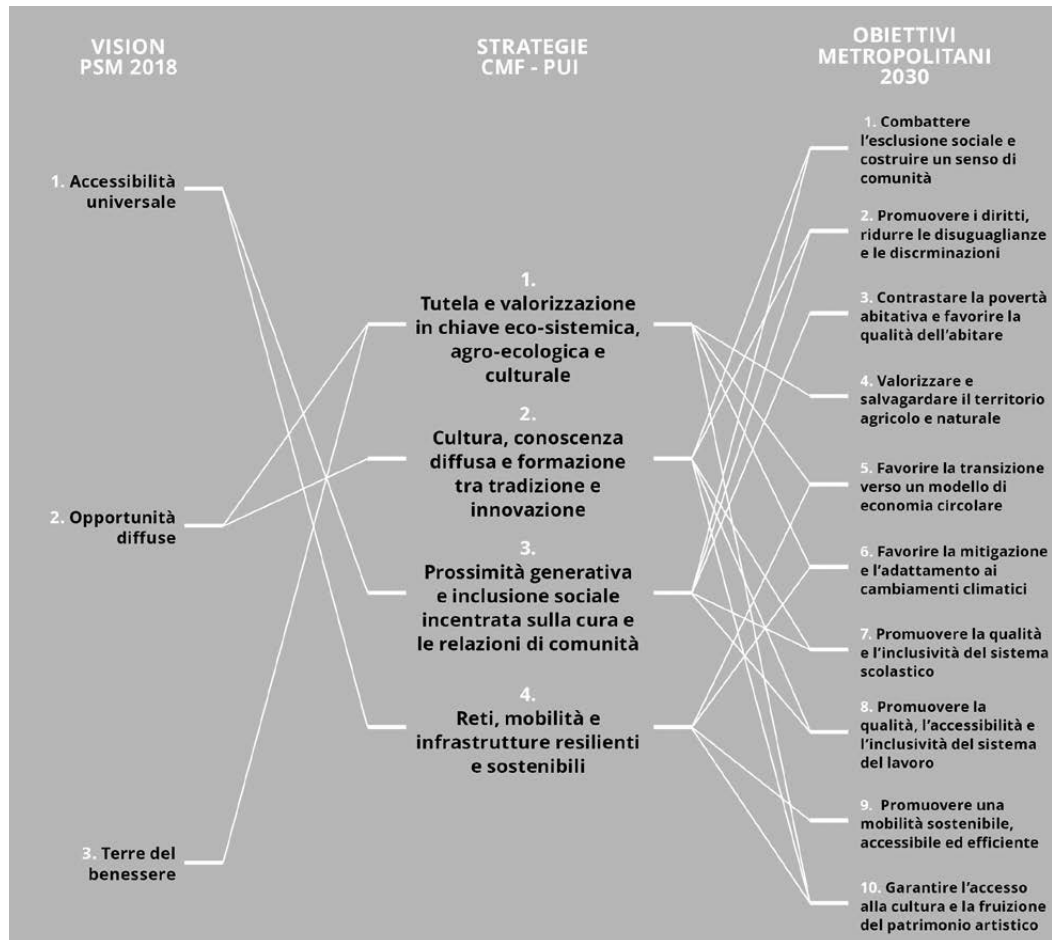 VISION
PSM 2018
STRATEGIE
CMF - PUI
OBIETTIVI
METROPOLITANI
2030
1. Accessibilità
universale
2. Opportunità
diffuse
3. Terre del
benessere
1.
Tutela e valorizzazione
in chiave eco-sistemica,
agro-ecologica e
culturale
2.
Cultura, conoscenza
diffusa e formazione
tra tradizione e
innovazione
3.
Prossimità generativa
e inclusione sociale
incentrata sulla cura e
le relazioni di comunità
4.
Reti, mobilità e
infrastrutture resilienti
e sostenibili
1. Combattere
l'esclusione sociale e
costruire un senso di
comunità
2. Promuovere i diritti,
ridurre le disuguaglianze
e le discrminazioni
3. Contrastare la povertà
abitativa e favorire la
qualità dell'abitare
4. Valorizzare e
salvagardare il territorio
agricolo e naturale
5. Favorire la transizione
verso un modello di
economia circolare
6. Favorire la mitigazione
e l'adattamento ai
cambiamenti climatici
7. Promuovere la qualità
e l'inclusività del sistema
scolastico
8. Promuovere la
qualità, l'accessibilità e
l'inclusività del sistema
del lavoro
9. Promuovere una
mobilità sostenibile,
accessibile ed efficiente
10. Garantire l'accesso
alla cultura e la fruizione
del patrimonio artistico